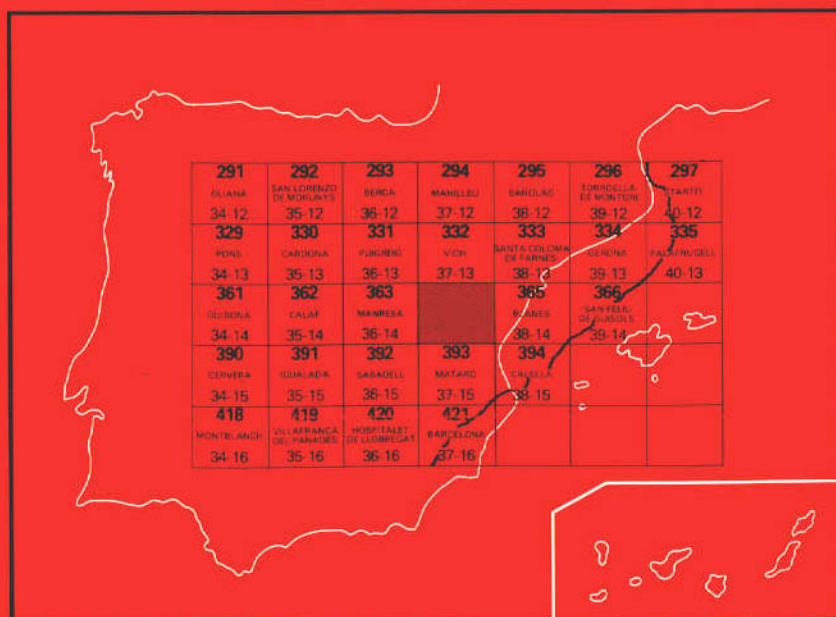 291 292 293 294 295 296 297
OLIANA SAN LORENZO DE MORUNYS BERGA MANLLEU BAÑOLAS TORROELLA DE MONTGRI ESTARTIT
34-12 35-12 36-12 37-12 38-12 39-12 40-12
329 330 331 332 333 334 335
PONS CARDONA PUIGREIG VICH SANTA COLOMA DE FARNES GERONA PALAFRUGELL
34-13 35-13 36-13 37-13 38-13 39-13 40-13
361 362 363 365 366
GUISONA CALAF MANRESA BLANES SAN FELIU DE GUIXOLS
34-14 35-14 36-14 38-14 39-14
390 391 392 393 394
CERVERA IGUALADA SABADELL MATARO CALELLA
34-15 35-15 36-15 37-15 38-15
418 419 420 421
MONTBLANCH VILLAFRANCA DEL PANADES HOSPITALET DE LLOBREGAT BARCELONA
34-16 35-16 36-16 37-16